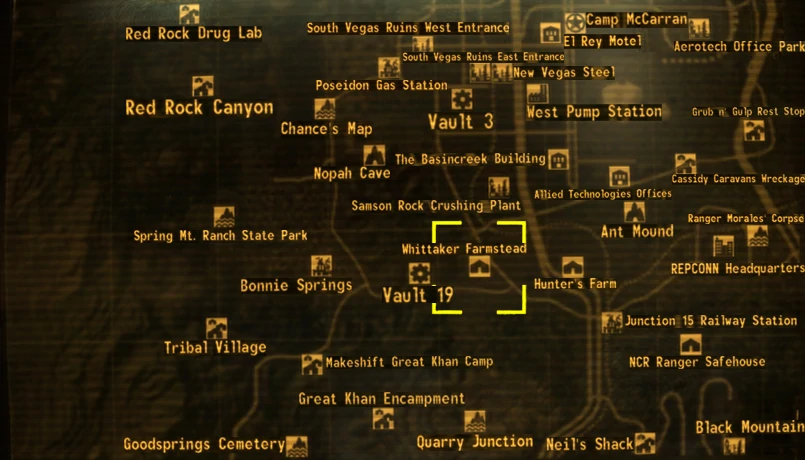 South Vegas Ruins West Entrance
Camp McCarran
Red Rock Drug Lab
El Rey Motel
Aerotech Office Park
South Vegas Ruins East Entrance
New Vegas Steel
Poseidon Gas Station
Red Rock Canyon
West Pump Station
Grub n' Gulp Rest Stop
Vault 3
Chance's Map
The Basincreek Building
Nopah Cave
Cassidy Caravans Wreckage
Allied Technologies Offices
Samson Rock Crushing Plant
Ranger Morales' Corpse
Spring Mt. Ranch State Park
Ant Mound
Whittaker Farmstead
REPCONN Headquarters
Bonnie Springs
Hunter's Farm
Vault 19
Junction 15 Railway Station
Tribal Village
Makeshift Great Khan Camp
NCR Ranger Safehouse
Great Khan Encampment
Black Mountain
Goodsprings Cemetery
Quarry Junction
Neil's Shack